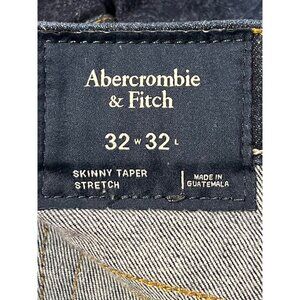 Abercrombie
& Fitch
32 W 32 L
SKINNY TAPER
STRETCH
MADE IN
GUATEMALA